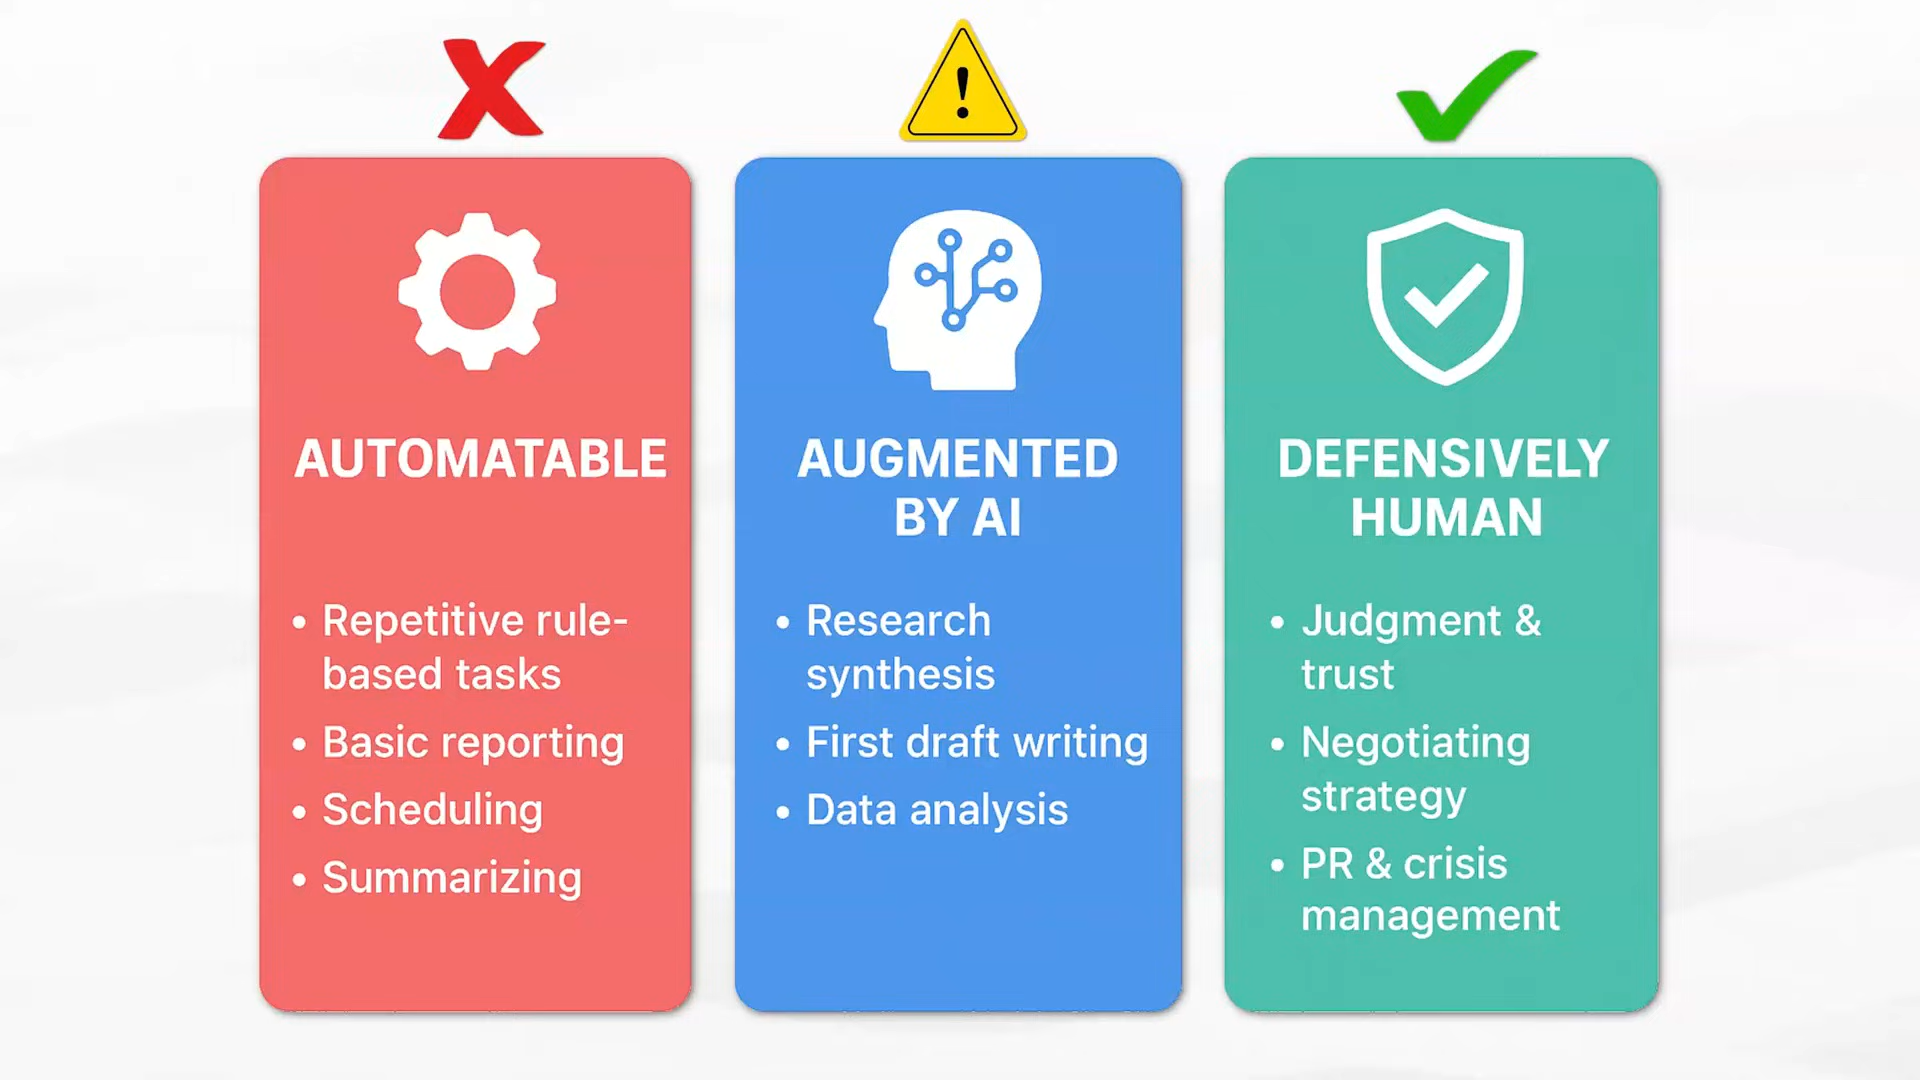 AUTOMATABLE
• Repetitive rule-
based tasks
• Basic reporting
• Scheduling
• Summarizing
AUGMENTED
BY AI
• Research
synthesis
• First draft writing
• Data analysis
DEFENSIVELY
HUMAN
• Judgment &
trust
• Negotiating
strategy
• PR & crisis
management